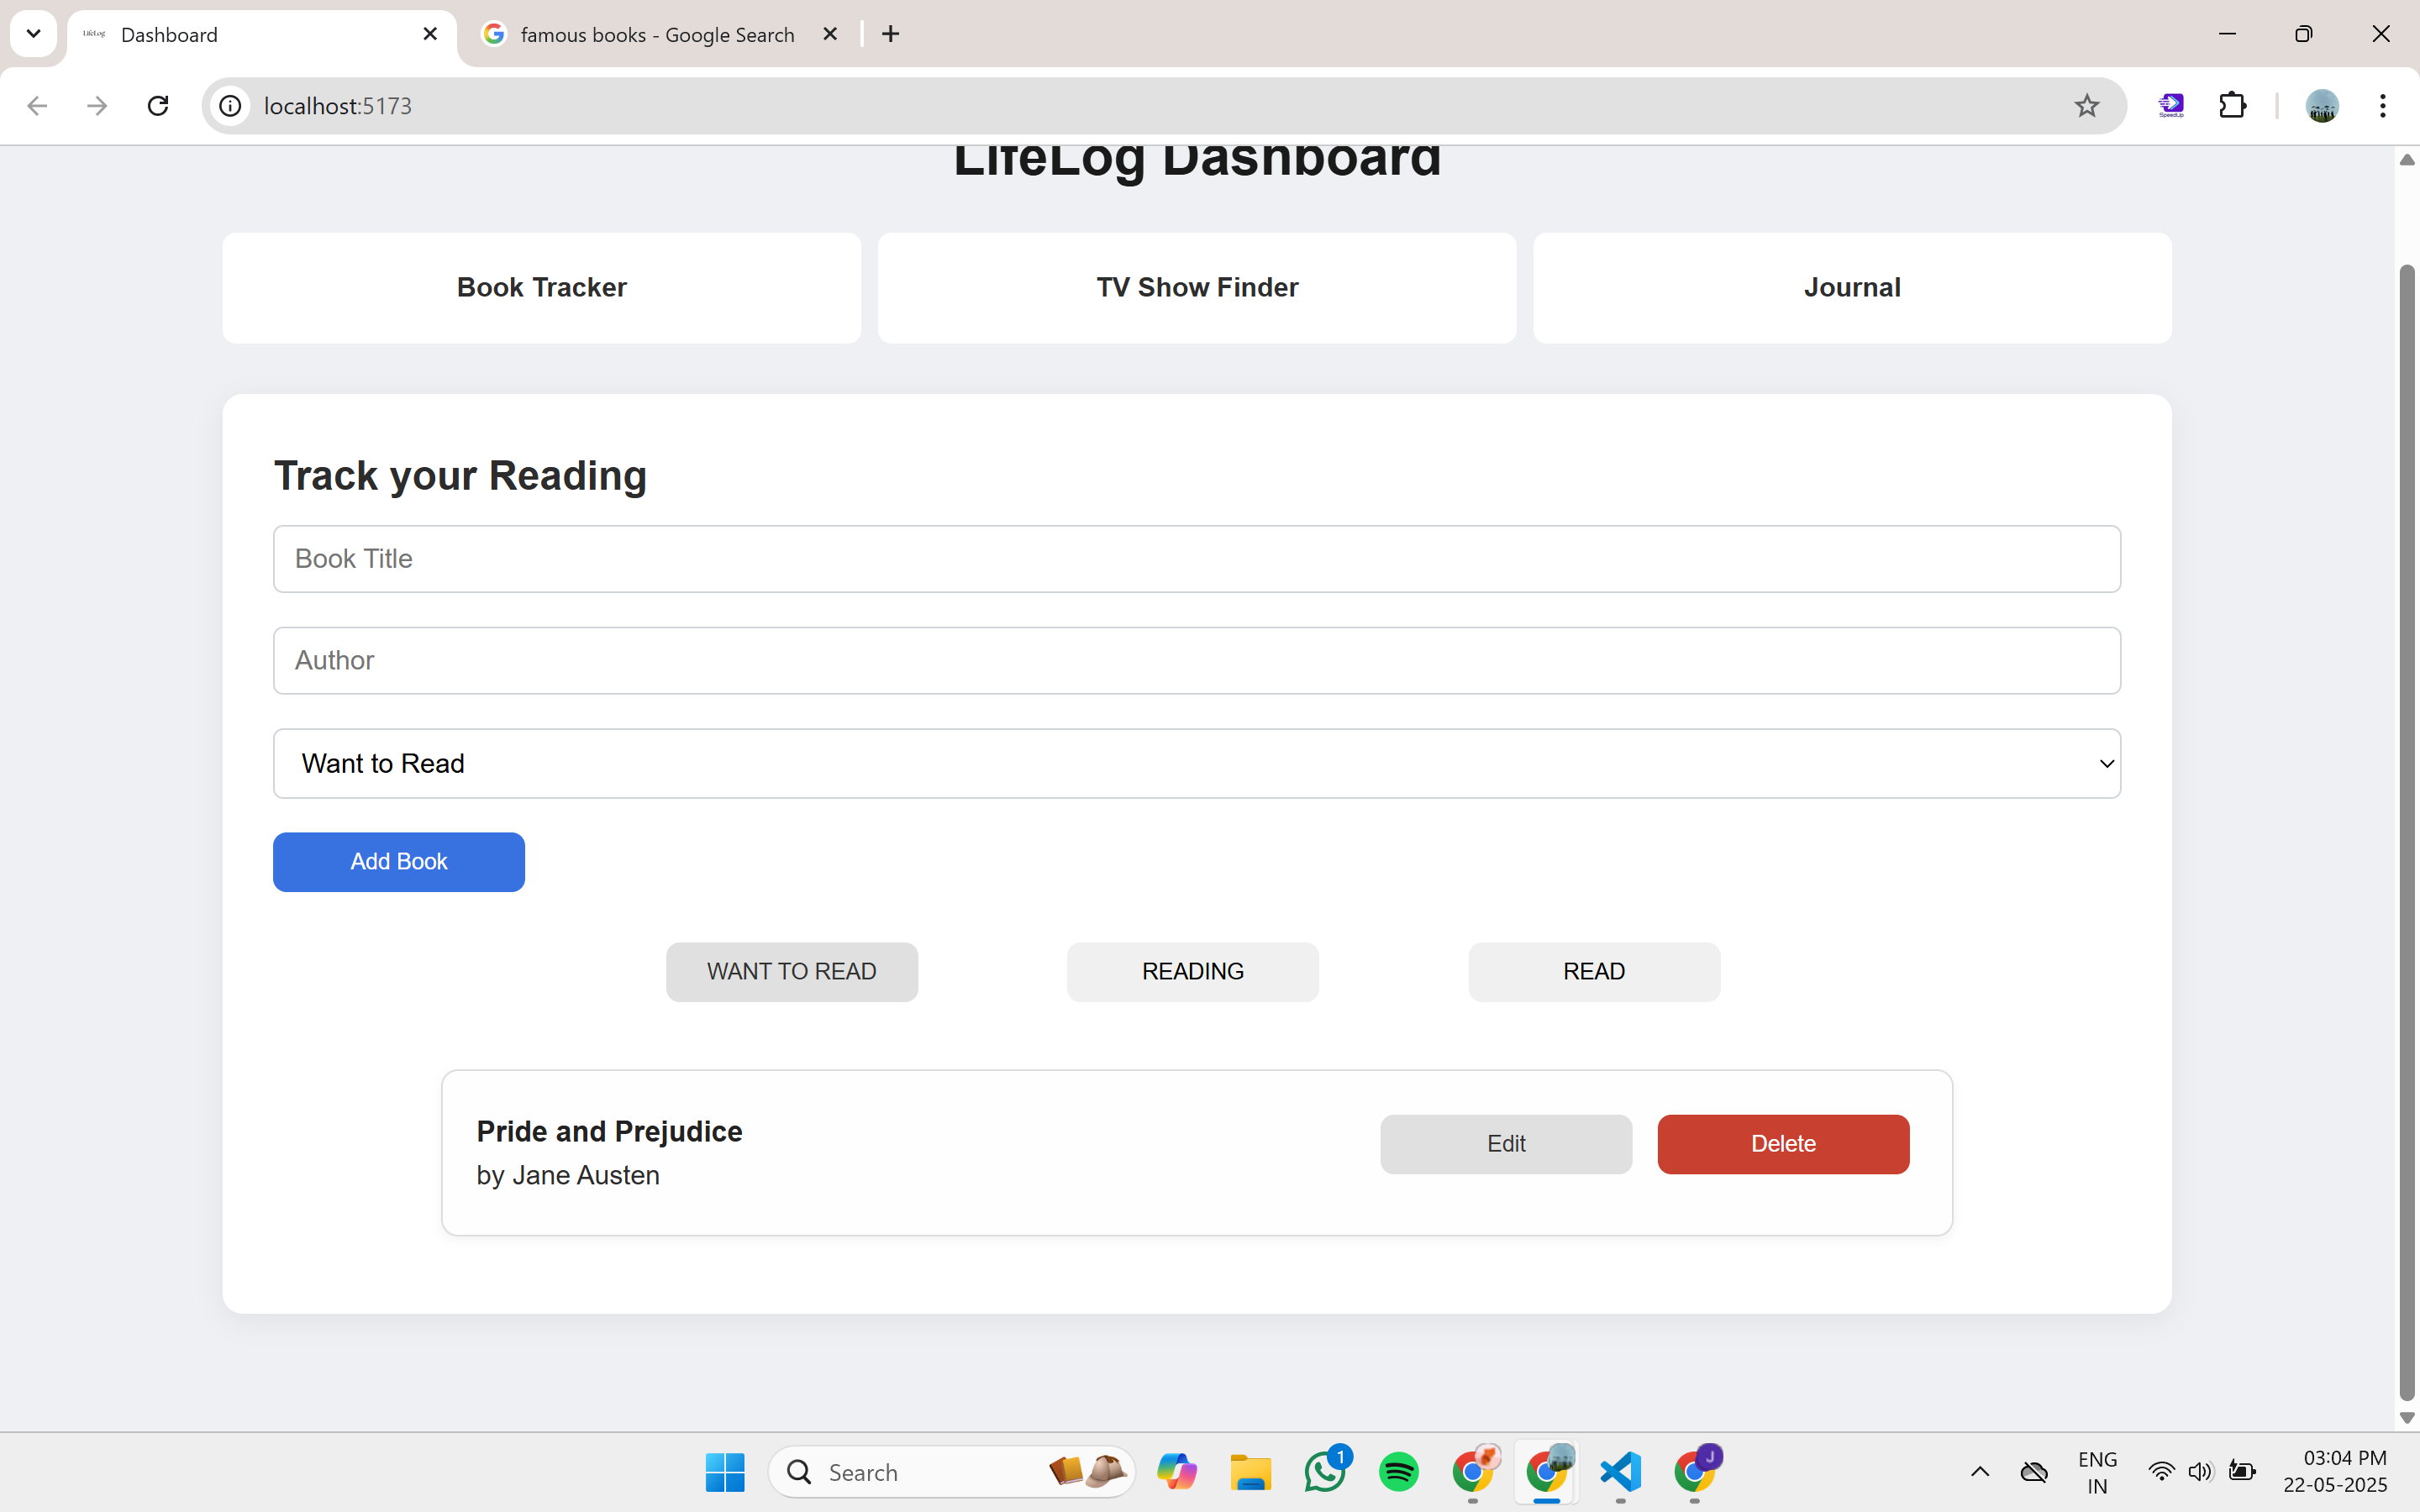 LifeLog Dashboard
famous books - Google Search
localhost:5173
SpeedUp
LifeLog Dashboard
Book Tracker
TV Show Finder
Journal
Track your Reading
Book Title
Author
Want to Read
Add Book
WANT TO READ
READING
READ
Pride and Prejudice
by Jane Austen
Edit
Delete
Search
1
J
ENG
IN
03:04 PM
22-05-2025